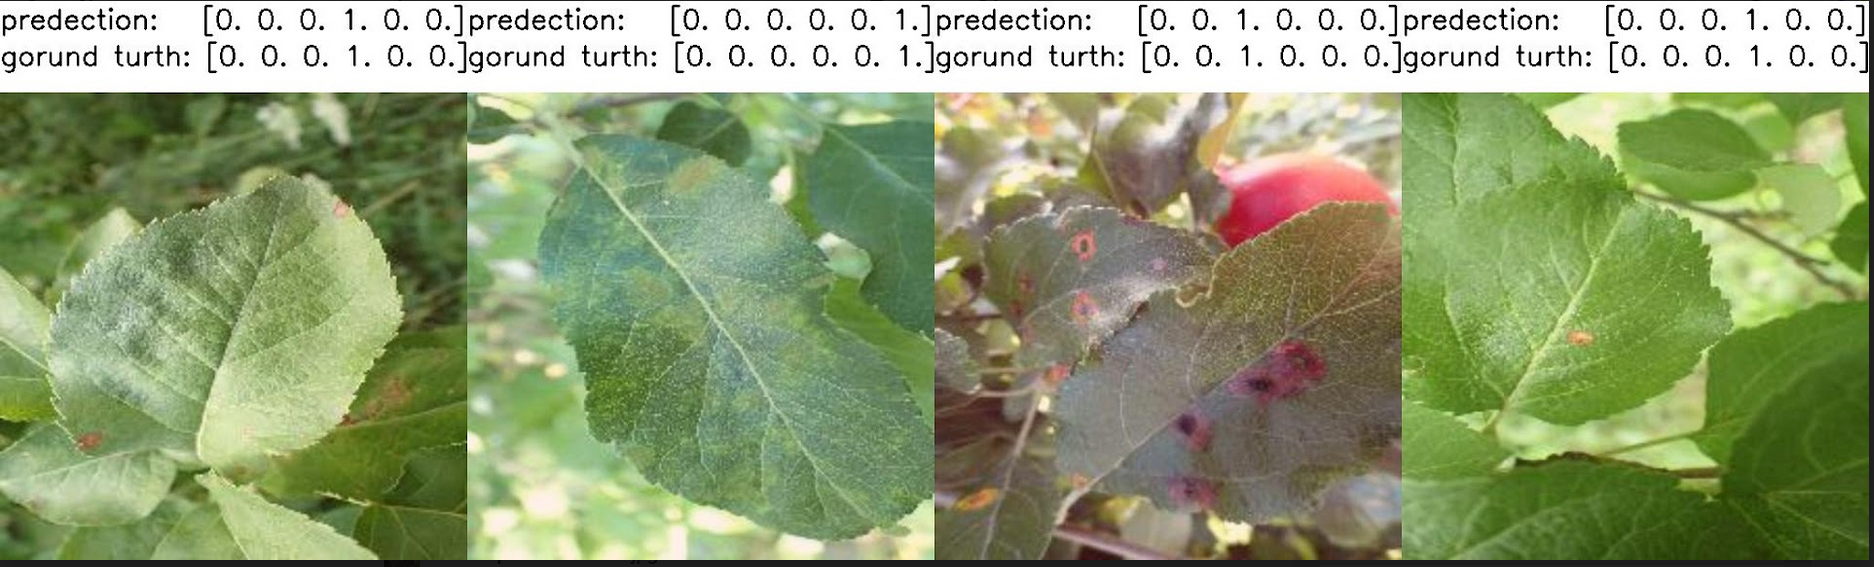 predection: [0. 0. 0. 1. 0. 0.]
gorund turth: [0. 0. 0. 1. 0. 0.]
predection: [0. 0. 0. 0. 0. 1.]
gorund turth: [0. 0. 0. 0. 0. 1.]
predection: [0. 0. 1. 0. 0. 0.]
gorund turth: [0. 0. 1. 0. 0. 0.]
predection: [0. 0. 0. 1. 0. 0.]
gorund turth: [0. 0. 0. 1. 0. 0.]